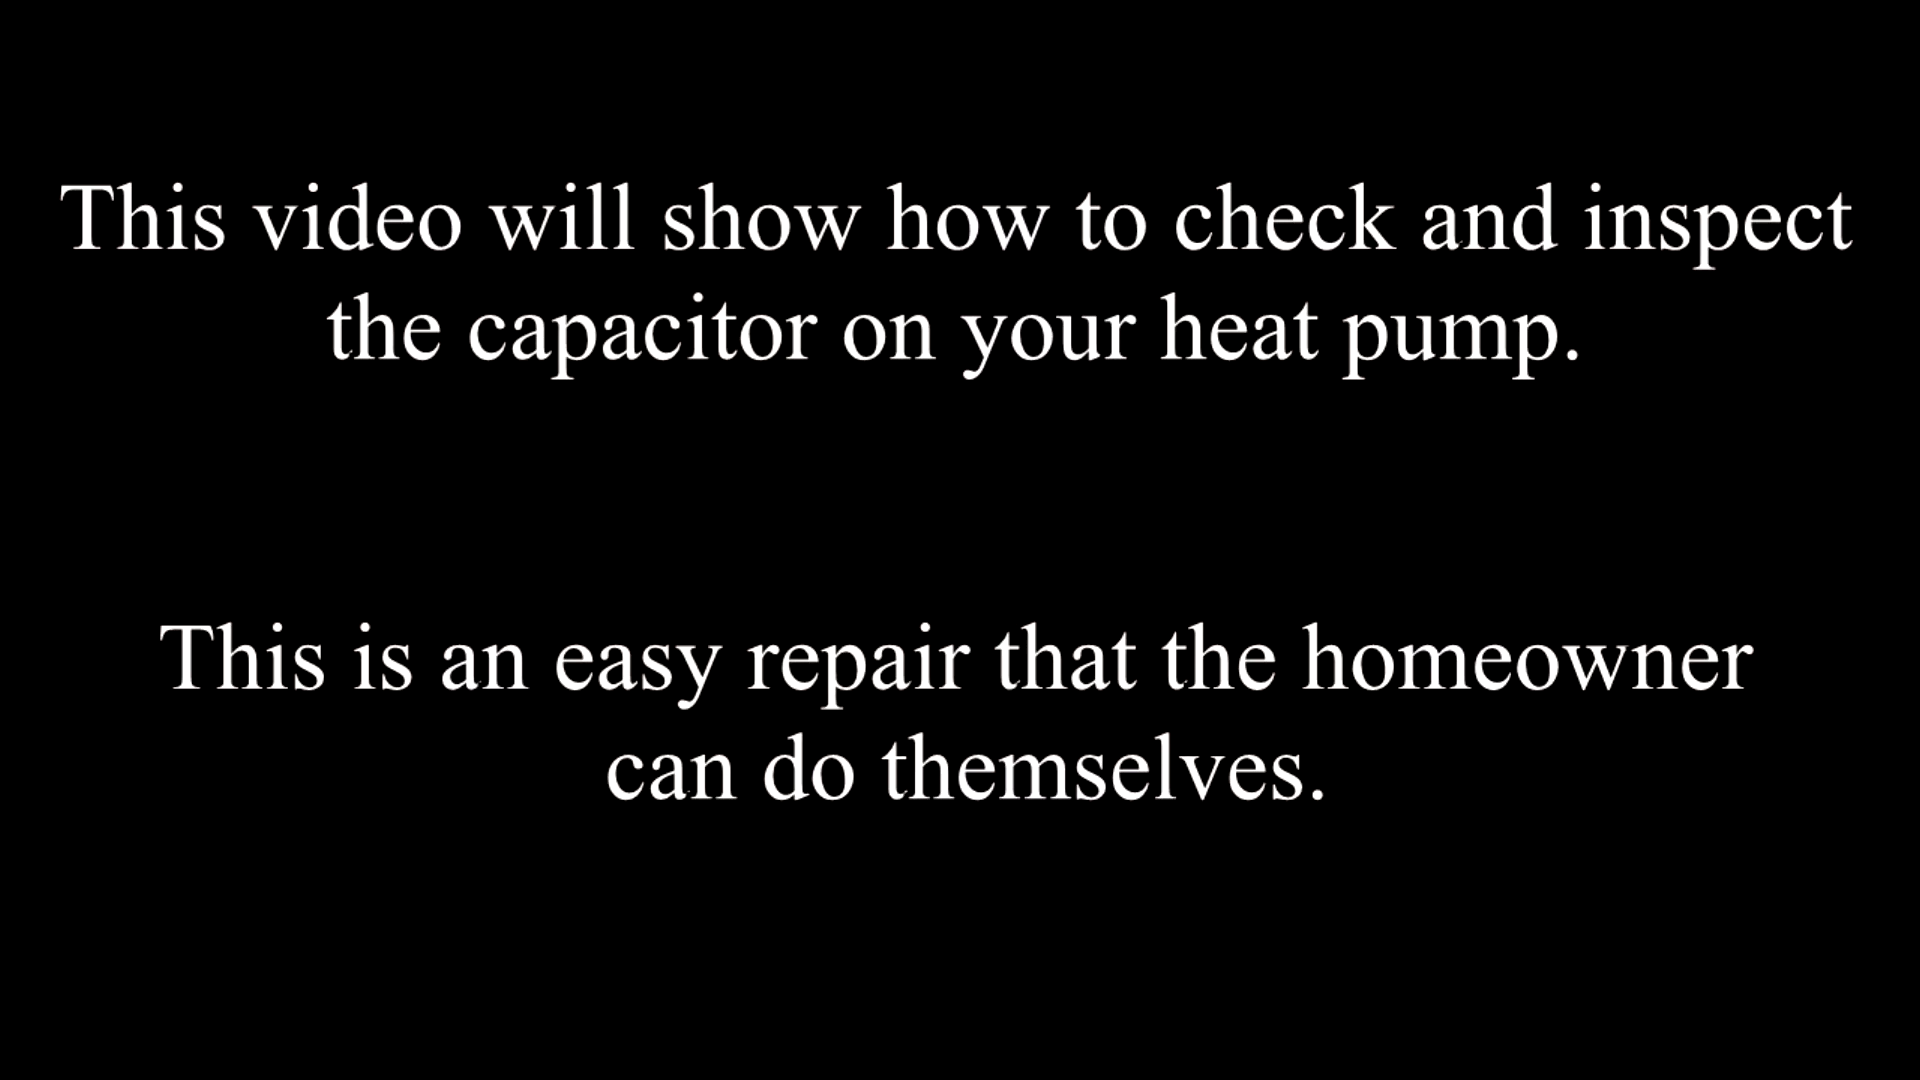 This video will show how to check and inspect
the capacitor on your heat pump.
This is an easy repair that the homeowner
can do themselves.